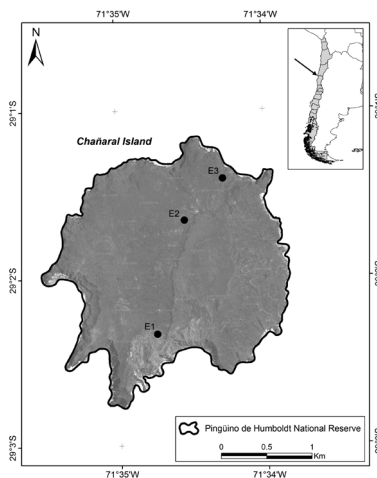 71°35'W 71°34'W
N
29°1'S
Chañaral Island
E3
E2
29°2'S
E1
Pingüino de Humboldt National Reserve
0 0.5 1
Km
29°3'S
71°35'W 71°34'W